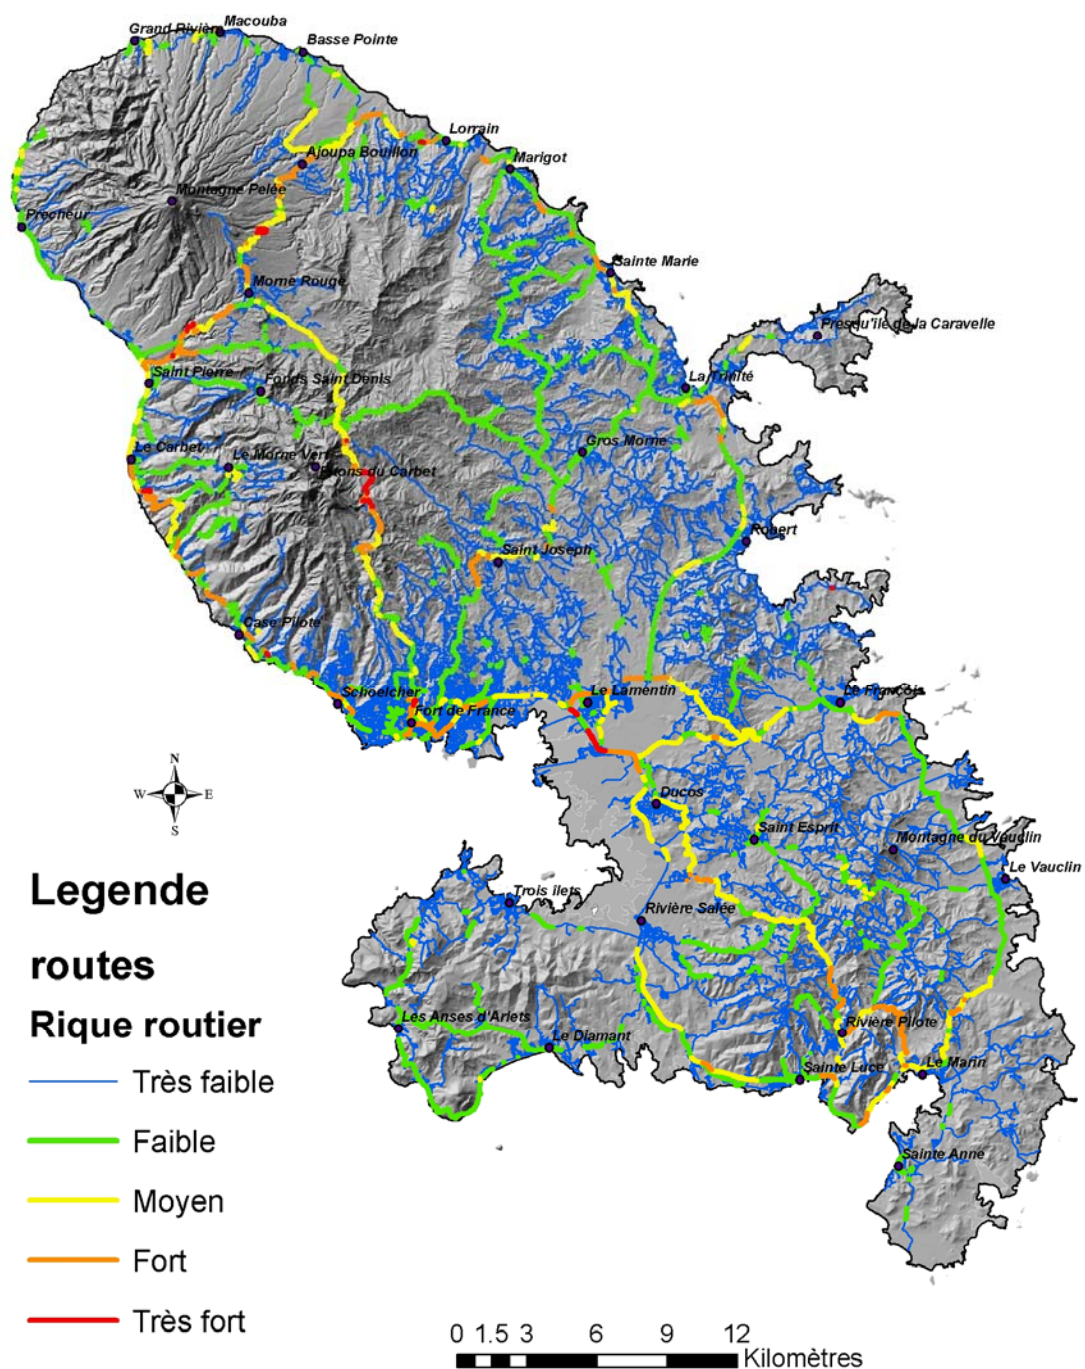 Grand Rivière
Macouba
Basse Pointe
Lorrain
Ajoupa Bouillon
Marigot
Montagne Pelée
Précheur
Sainte Marie
Morne Rouge
Presqu'île de la Caravelle
Saint Pierre
Fonds Saint Denis
La Trinité
Le Carbet
Le Morne Vert
Pitons du Carbet
Gros Morne
Robert
Saint Joseph
Case Pilote
Schoelcher
Le Lamentin
Le François
Fort de France
N
W
E
S
Ducos
Saint Esprit
Montagne du Vauclin
Le Vauclin
Trois îlets
Rivière Salée
Les Anses d'Arlets
Le Diamant
Rivière Pilote
Sainte Luce
Le Marin
Sainte Anne
Legende
routes
Rique routier
Très faible
Faible
Moyen
Fort
Très fort
0 1.5 3 6 9 12
Kilomètres